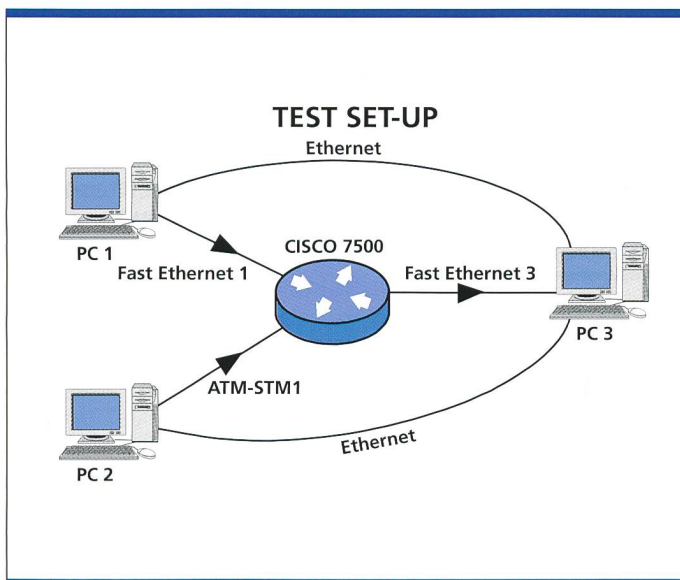 TEST SET-UP
Ethernet
PC 1
CISCO 7500
Fast Ethernet 1
Fast Ethernet 3
PC 3
ATM-STM1
Ethernet
PC 2